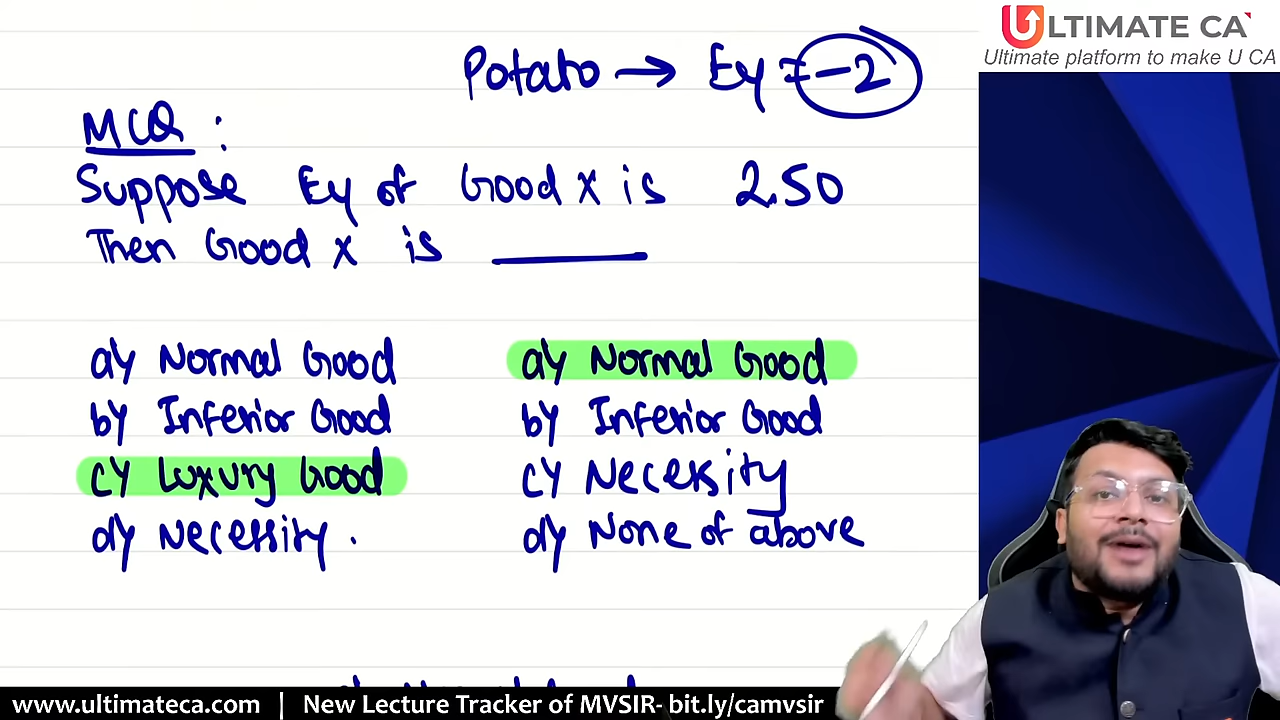 ULTIMATE CA
Ultimate platform to make U CA
Potato → Ey = -2
MCQ :
Suppose Ey of Good x is 2.50
Then Good x is ______
a) Normal Good
b) Inferior Good
c) Luxury Good
d) Necessity .
a) Normal Good
b) Inferior Good
c) Necessity
d) None of above
www.ultimateca.com | New Lecture Tracker of MVSIR- bit.ly/camvsir